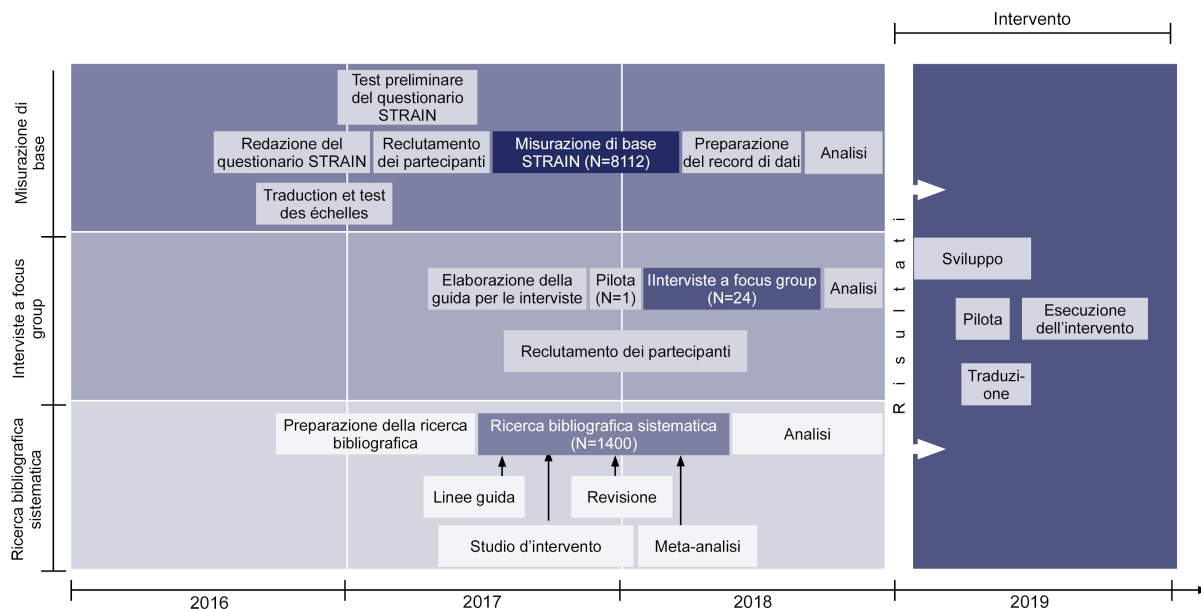 Intervento
Misurazione di
base
Test preliminare
del questionario
STRAIN
Redazione del
questionario STRAIN
Reclutamento
dei partecipanti
Misurazione di base
STRAIN (N=8112)
Preparazione
del record di dati
Analisi
Traduction et test
des échelles
Interviste a focus
group
Elaborazione della
guida per le interviste
Pilota
(N=1)
IInterviste a focus group
(N=24)
Analisi
Reclutamento dei partecipanti
Ricerca bibliografica
sistematica
Preparazione della ricerca
bibliografica
Ricerca bibliografica sistematica
(N=1400)
Analisi
Linee guida
Revisione
Studio d’intervento
Meta-analisi
Risultati
Sviluppo
Pilota
Esecuzione
dell’intervento
Traduzi-
one
2016
2017
2018
2019